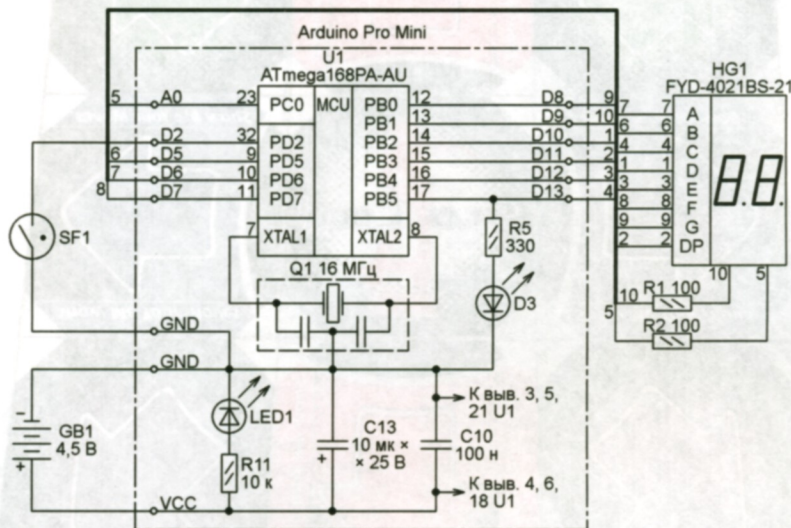 Arduino Pro Mini
U1
ATmega168PA-AU
HG1
FYD-4021BS-21
5 A0 23 PC0 MCU PB0 12 D8 9
PB1 13 D9 10
D2 32 PD2 PB2 14 D10 1
6 D5 9 PD5 PB3 15 D11 2
7 D6 10 PD6 PB4 16 D12 3
8 D7 11 PD7 PB5 17 D13 4
7 XTAL1 XTAL2 8
7 7 A
6 6 B
4 4 C
1 1 D
3 3 E
8 8 F
9 9 G
2 2 DP
8.8.
10 5
10 R1 100
5 R2 100
SF1
Q1 16 МГц
R5
330
D3
GND
GND
LED1
R11
10 к
C13
10 мк ×
× 25 В
+
C10
100 н
К выв. 3, 5,
21 U1
К выв. 4, 6,
18 U1
−
GB1
4,5 В
+
VCC